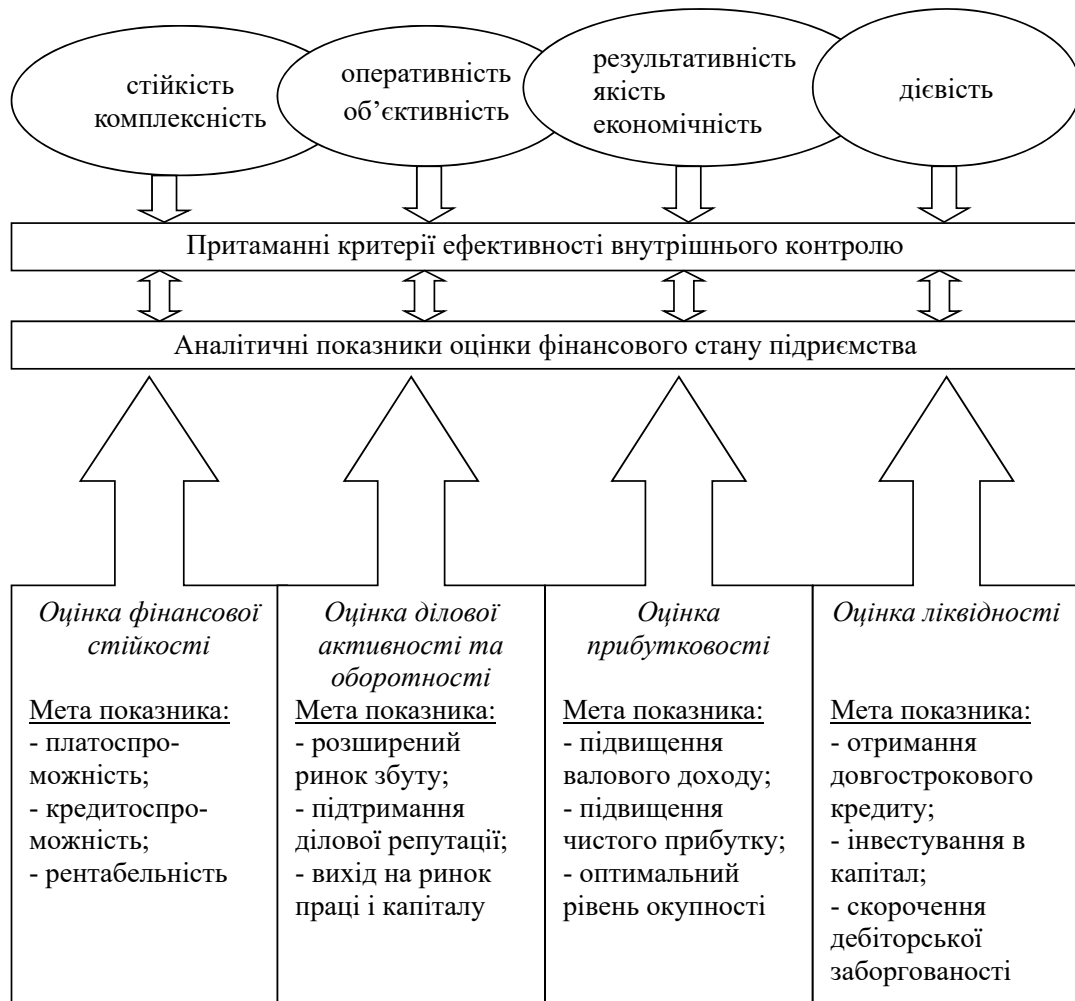 стійкість
комплексність
оперативність
об’єктивність
результативність
якість
економічність
дієвість
Притаманні критерії ефективності внутрішнього контролю
Аналітичні показники оцінки фінансового стану підриємства
Оцінка фінансової
стійкості
Мета показника:
- платоспро-
можність;
- кредитоспро-
можність;
- рентабельність
Оцінка ділової
активності та
оборотності
Мета показника:
- розширений
ринок збуту;
- підтримання
ділової репутації;
- вихід на ринок
праці і капіталу
Оцінка
прибутковості
Мета показника:
- підвищення
валового доходу;
- підвищення
чистого прибутку;
- оптимальний
рівень окупності
Оцінка ліквідності
Мета показника:
- отримання
довгострокового
кредиту;
- інвестування в
капітал;
- скорочення
дебіторської
заборгованості